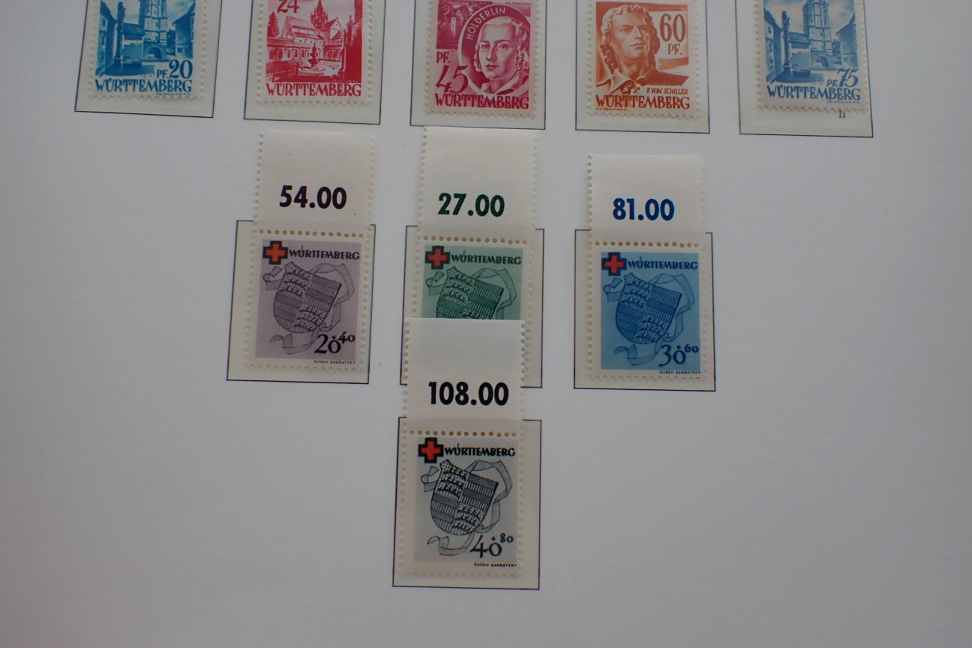 PF. 20
WÜRTTEMBERG
24
WÜRTTEMBERG
HÖLDERLIN
PF.
45
WÜRTTEMBERG
60
PF.
F. VON SCHILLER
WÜRTTEMBERG
PF. 75
WÜRTTEMBERG
54.00
27.00
81.00
WÜRTTEMBERG
20+40
WÜRTTEMBERG
WÜRTTEMBERG
30+60
108.00
WÜRTTEMBERG
40+80